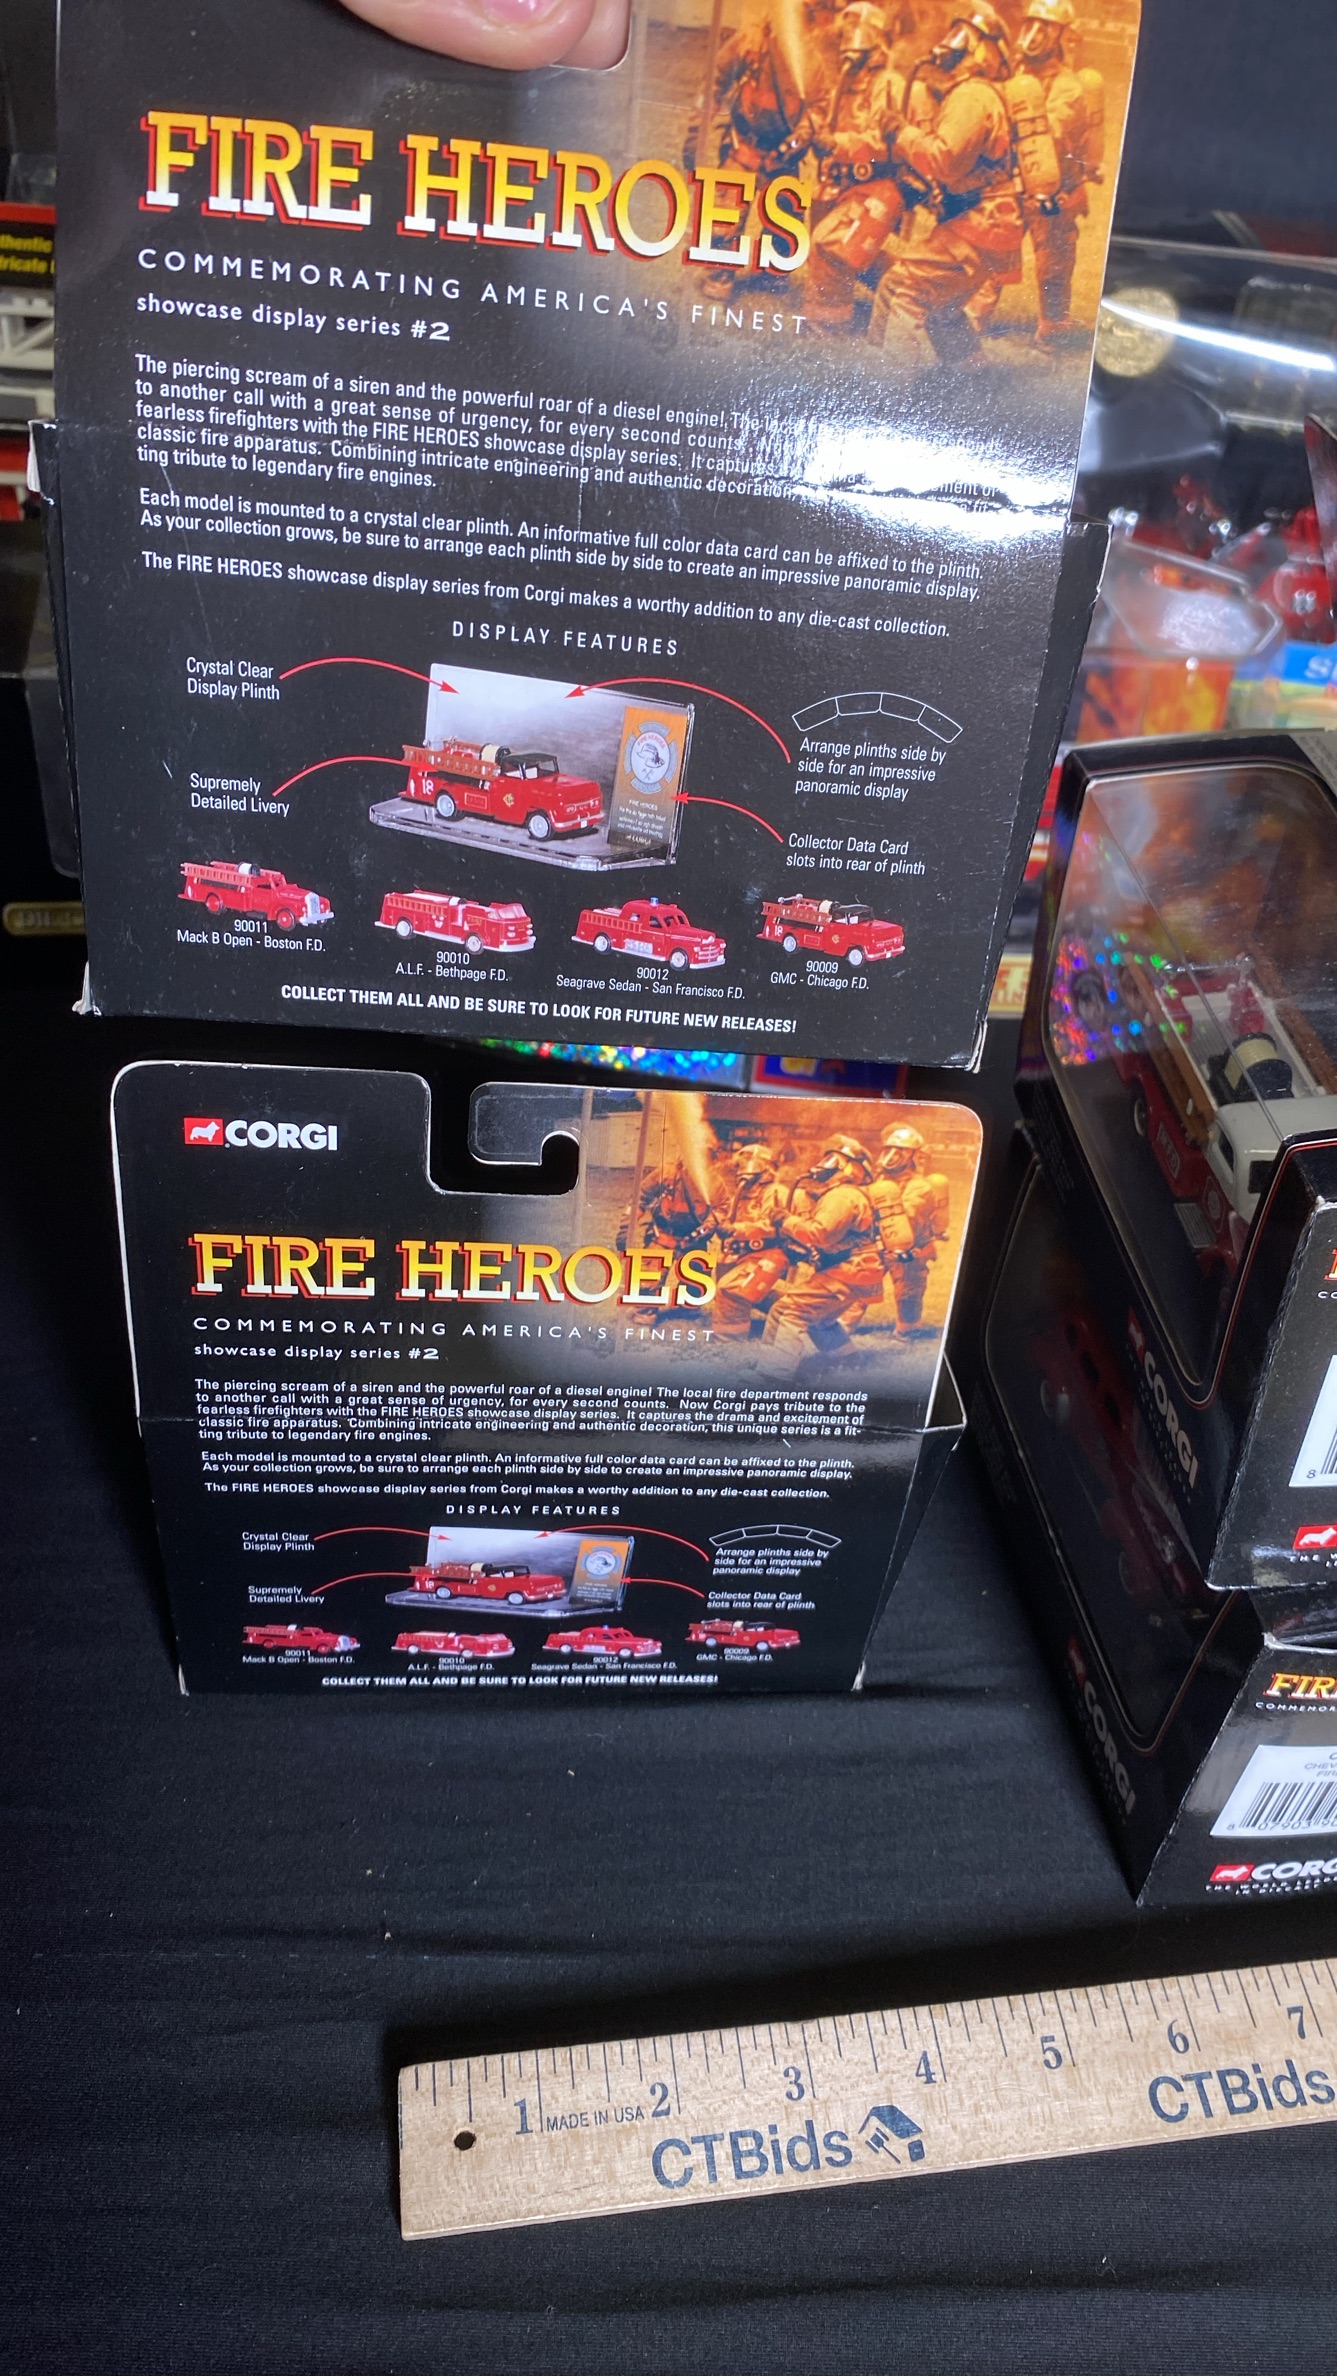 FIRE HEROES
COMMEMORATING AMERICA'S FINEST
showcase display series #2
The piercing scream of a siren and the powerful roar of a diesel engine! The
to another call with a great sense of urgency, for every second counts.
fearless firefighters with the FIRE HEROES showcase display series. It captures
classic fire apparatus. Combining intricate engineering and authentic decoration,
ting tribute to legendary fire engines.
Each model is mounted to a crystal clear plinth. An informative full color data card can be affixed to the plinth.
As your collection grows, be sure to arrange each plinth side by side to create an impressive panoramic display.
The FIRE HEROES showcase display series from Corgi makes a worthy addition to any die-cast collection.
DISPLAY FEATURES
Crystal Clear
Display Plinth
Supremely
Detailed Livery
18
FIRE HEROES
Arrange plinths side by
side for an impressive
panoramic display
Collector Data Card
slots into rear of plinth
90011
Mack B Open - Boston F.D.
90010
A.L.F. - Bethpage F.D.
90012
Seagrave Sedan - San Francisco F.D.
90009
GMC - Chicago F.D.
COLLECT THEM ALL AND BE SURE TO LOOK FOR FUTURE NEW RELEASES!
CORGI
FIRE HEROES
COMMEMORATING AMERICA'S FINEST
showcase display series #2
The piercing scream of a siren and the powerful roar of a diesel engine! The local fire department responds
to another call with a great sense of urgency, for every second counts. Now Corgi pays tribute to the
fearless firefighters with the FIRE HEROES showcase display series. It captures the drama and excitement of
classic fire apparatus. Combining intricate engineering and authentic decoration, this unique series is a fit-
ting tribute to legendary fire engines.
Each model is mounted to a crystal clear plinth. An informative full color data card can be affixed to the plinth.
As your collection grows, be sure to arrange each plinth side by side to create an impressive panoramic display.
The FIRE HEROES showcase display series from Corgi makes a worthy addition to any die-cast collection.
DISPLAY FEATURES
Crystal Clear
Display Plinth
Supremely
Detailed Livery
18
Arrange plinths side by
side for an impressive
panoramic display
Collector Data Card
slots into rear of plinth
90011
Mack B Open - Boston F.D.
90010
A.L.F. - Bethpage F.D.
90012
Seagrave Sedan - San Francisco F.D.
90009
GMC - Chicago F.D.
COLLECT THEM ALL AND BE SURE TO LOOK FOR FUTURE NEW RELEASES!
CORGI
CORGI
FIR
COMMEMOR
CHEV
CORG
1 2 3 4 5 6 7
MADE IN USA
CTBids
CTBids